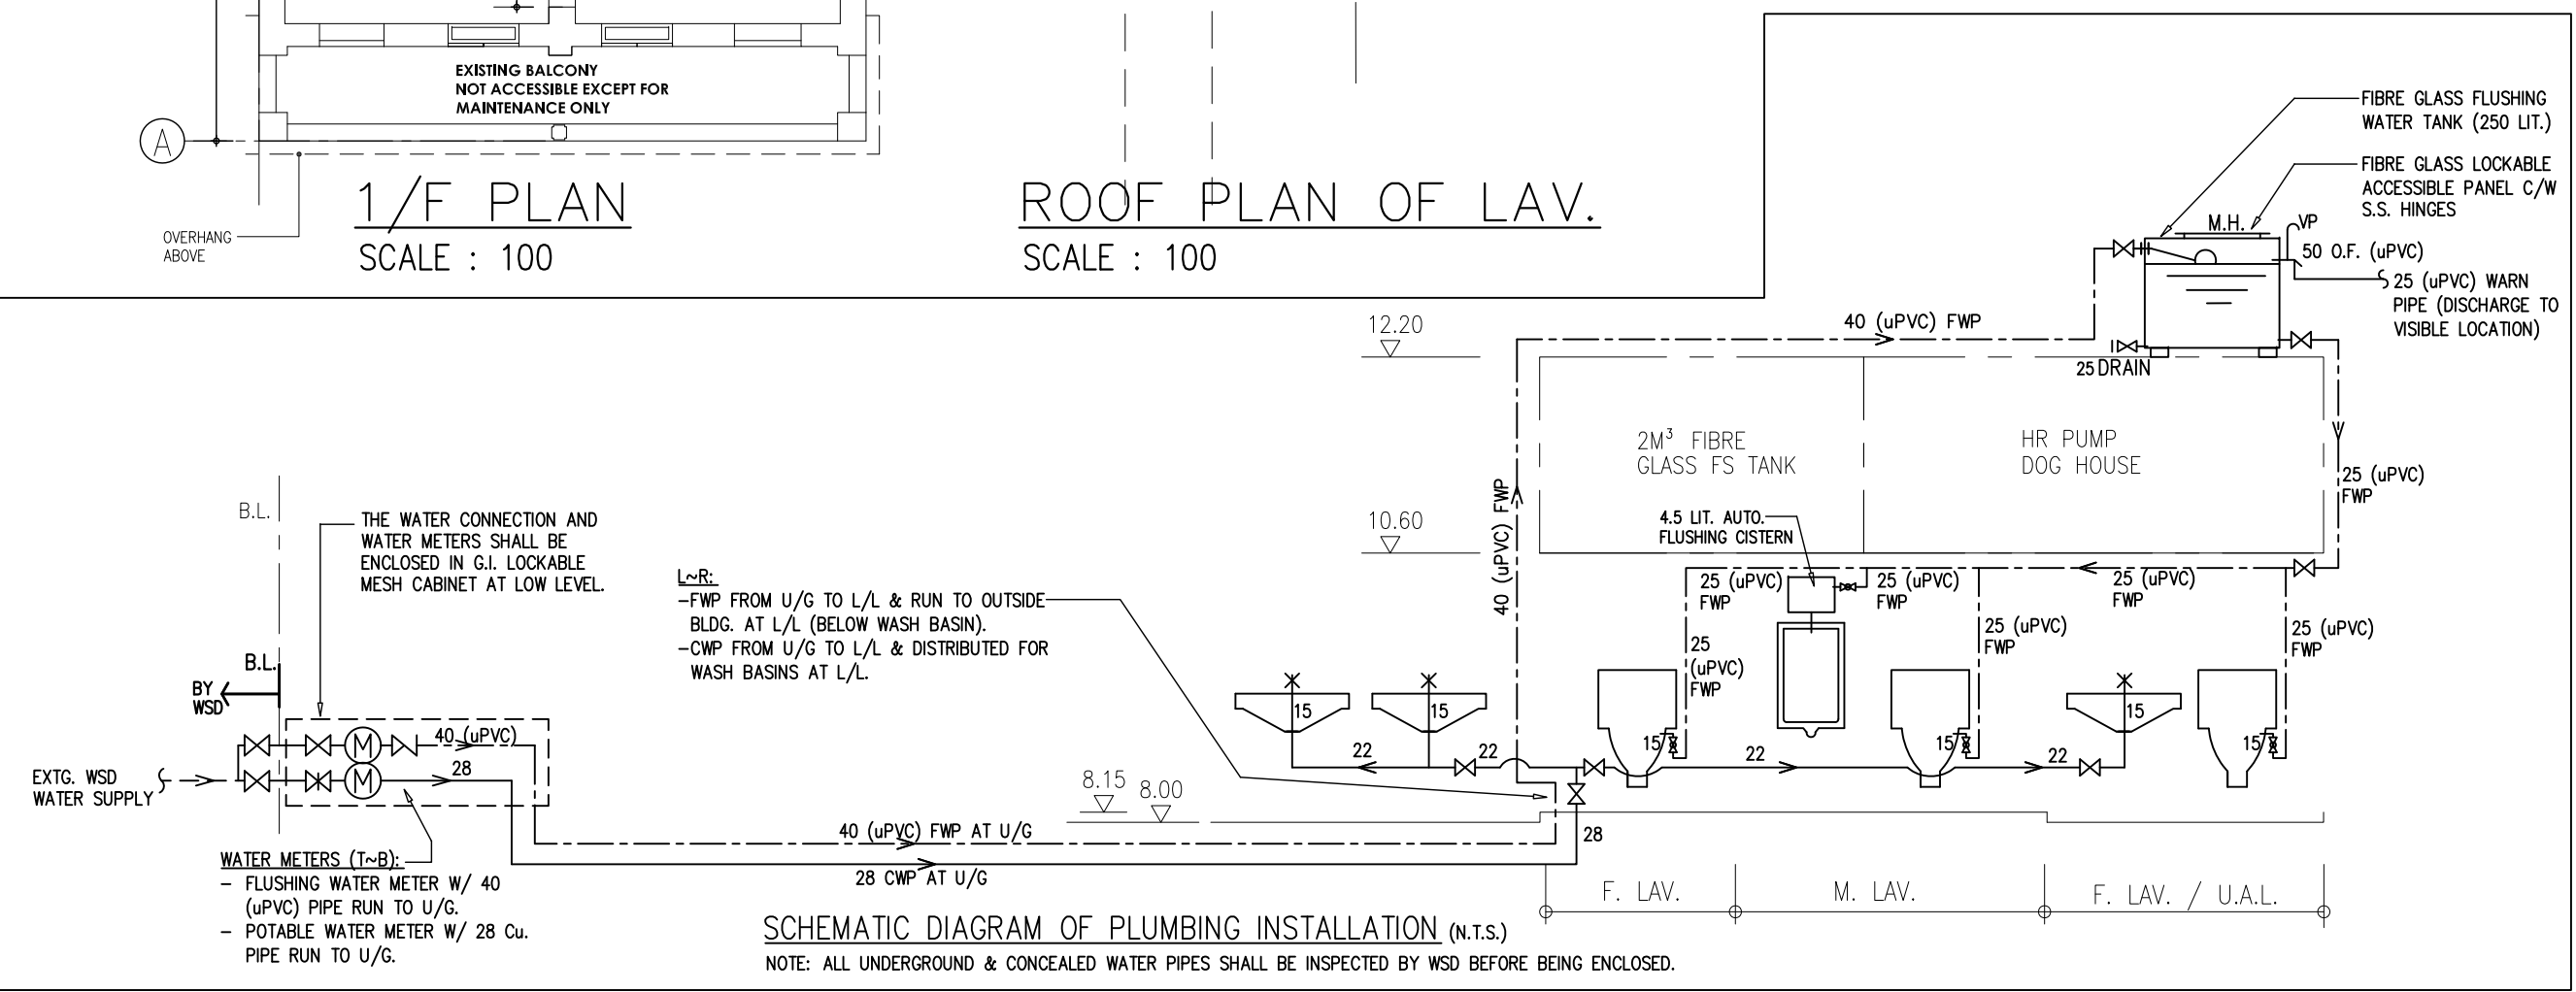 EXISTING BALCONY
NOT ACCESSIBLE EXCEPT FOR
MAINTENANCE ONLY
A
OVERHANG
ABOVE
1/F PLAN
SCALE : 100
ROOF PLAN OF LAV.
SCALE : 100
FIBRE GLASS FLUSHING
WATER TANK (250 LIT.)
FIBRE GLASS LOCKABLE
ACCESSIBLE PANEL C/W
S.S. HINGES
M.H.
VP
50 O.F. (uPVC)
25 (uPVC) WARN
PIPE (DISCHARGE TO
VISIBLE LOCATION)
12.20
40 (uPVC) FWP
25 DRAIN
2M³ FIBRE
GLASS FS TANK
HR PUMP
DOG HOUSE
25 (uPVC)
FWP
40 (uPVC) FWP
10.60
4.5 LIT. AUTO.
FLUSHING CISTERN
B.L.
THE WATER CONNECTION AND
WATER METERS SHALL BE
ENCLOSED IN G.I. LOCKABLE
MESH CABINET AT LOW LEVEL.
L~R:
-FWP FROM U/G TO L/L & RUN TO OUTSIDE
BLDG. AT L/L (BELOW WASH BASIN).
-CWP FROM U/G TO L/L & DISTRIBUTED FOR
WASH BASINS AT L/L.
25 (uPVC)
FWP
25 (uPVC)
FWP
25 (uPVC)
FWP
25
(uPVC)
FWP
25 (uPVC)
FWP
25 (uPVC)
FWP
B.L.
BY
WSD
15
15
15
15
15
15
40 (uPVC)
28
M
M
22
22
22
22
EXTG. WSD
WATER SUPPLY
8.15
8.00
40 (uPVC) FWP AT U/G
28
28 CWP AT U/G
WATER METERS (T~B):
- FLUSHING WATER METER W/ 40
(uPVC) PIPE RUN TO U/G.
- POTABLE WATER METER W/ 28 Cu.
PIPE RUN TO U/G.
F. LAV.
M. LAV.
F. LAV. / U.A.L.
SCHEMATIC DIAGRAM OF PLUMBING INSTALLATION (N.T.S.)
NOTE: ALL UNDERGROUND & CONCEALED WATER PIPES SHALL BE INSPECTED BY WSD BEFORE BEING ENCLOSED.